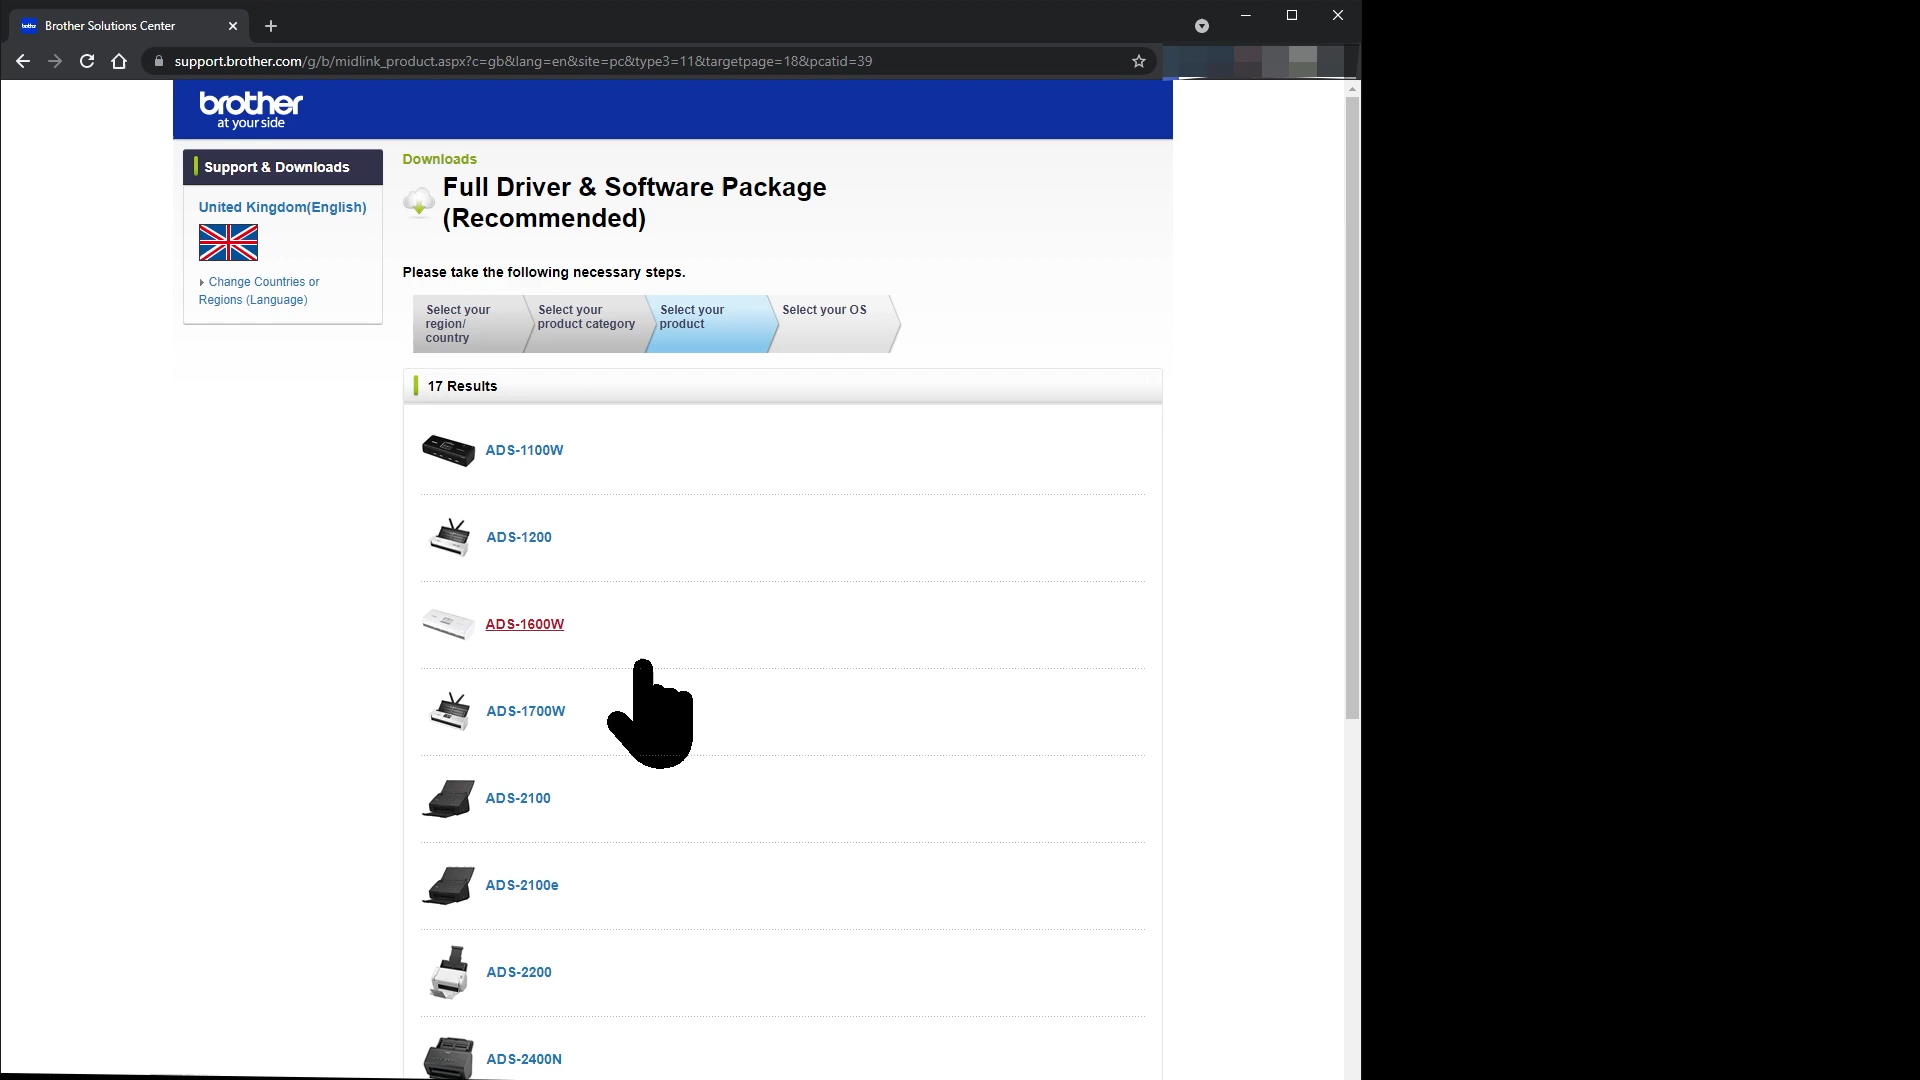 brother
Brother Solutions Center
support.brother.com/g/b/midlink_product.aspx?c=gb&lang=en&site=pc&type3=11&targetpage=18&pcatid=39
brother
at your side
Support & Downloads
United Kingdom(English)
Change Countries or
Regions (Language)
Downloads
Full Driver & Software Package
(Recommended)
Please take the following necessary steps.
Select your
region/
country
Select your
product category
Select your
product
Select your OS
17 Results
ADS-1100W
ADS-1200
ADS-1600W
ADS-1700W
ADS-2100
ADS-2100e
ADS-2200
ADS-2400N